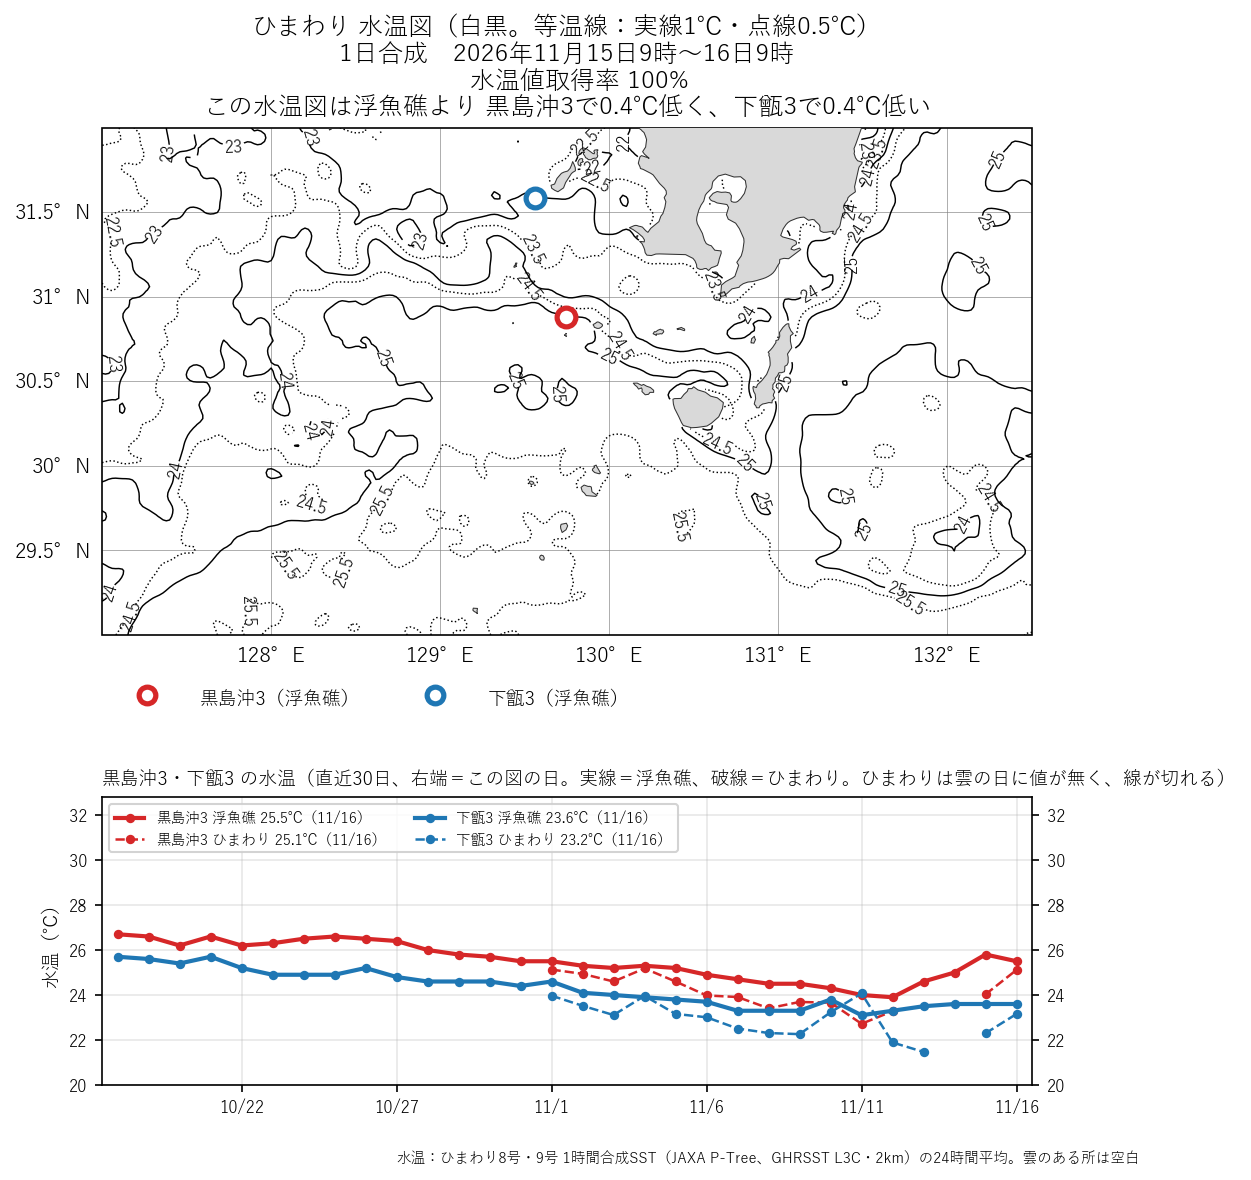 ひまわり 水温図（白黒。等温線：実線1℃・点線0.5℃）
1日合成　2026年11月15日9時～16日9時
水温値取得率 100%
この水温図は浮魚礁より 黒島沖3で0.4℃低く、下甑3で0.4℃低い
31.5° N
31° N
30.5° N
30° N
29.5° N
128° E
129° E
130° E
131° E
132° E
黒島沖3（浮魚礁）
下甑3（浮魚礁）
黒島沖3・下甑3 の水温（直近30日、右端＝この図の日。実線＝浮魚礁、破線＝ひまわり。ひまわりは雲の日に値が無く、線が切れる）
黒島沖3 浮魚礁 25.5℃（11/16）
黒島沖3 ひまわり 25.1℃（11/16）
下甑3 浮魚礁 23.6℃（11/16）
下甑3 ひまわり 23.2℃（11/16）
水温（℃）
32
30
28
26
24
22
20
32
30
28
26
24
22
20
10/22
10/27
11/1
11/6
11/11
11/16
水温：ひまわり8号・9号 1時間合成SST（JAXA P-Tree、GHRSST L3C・2km）の24時間平均。雲のある所は空白